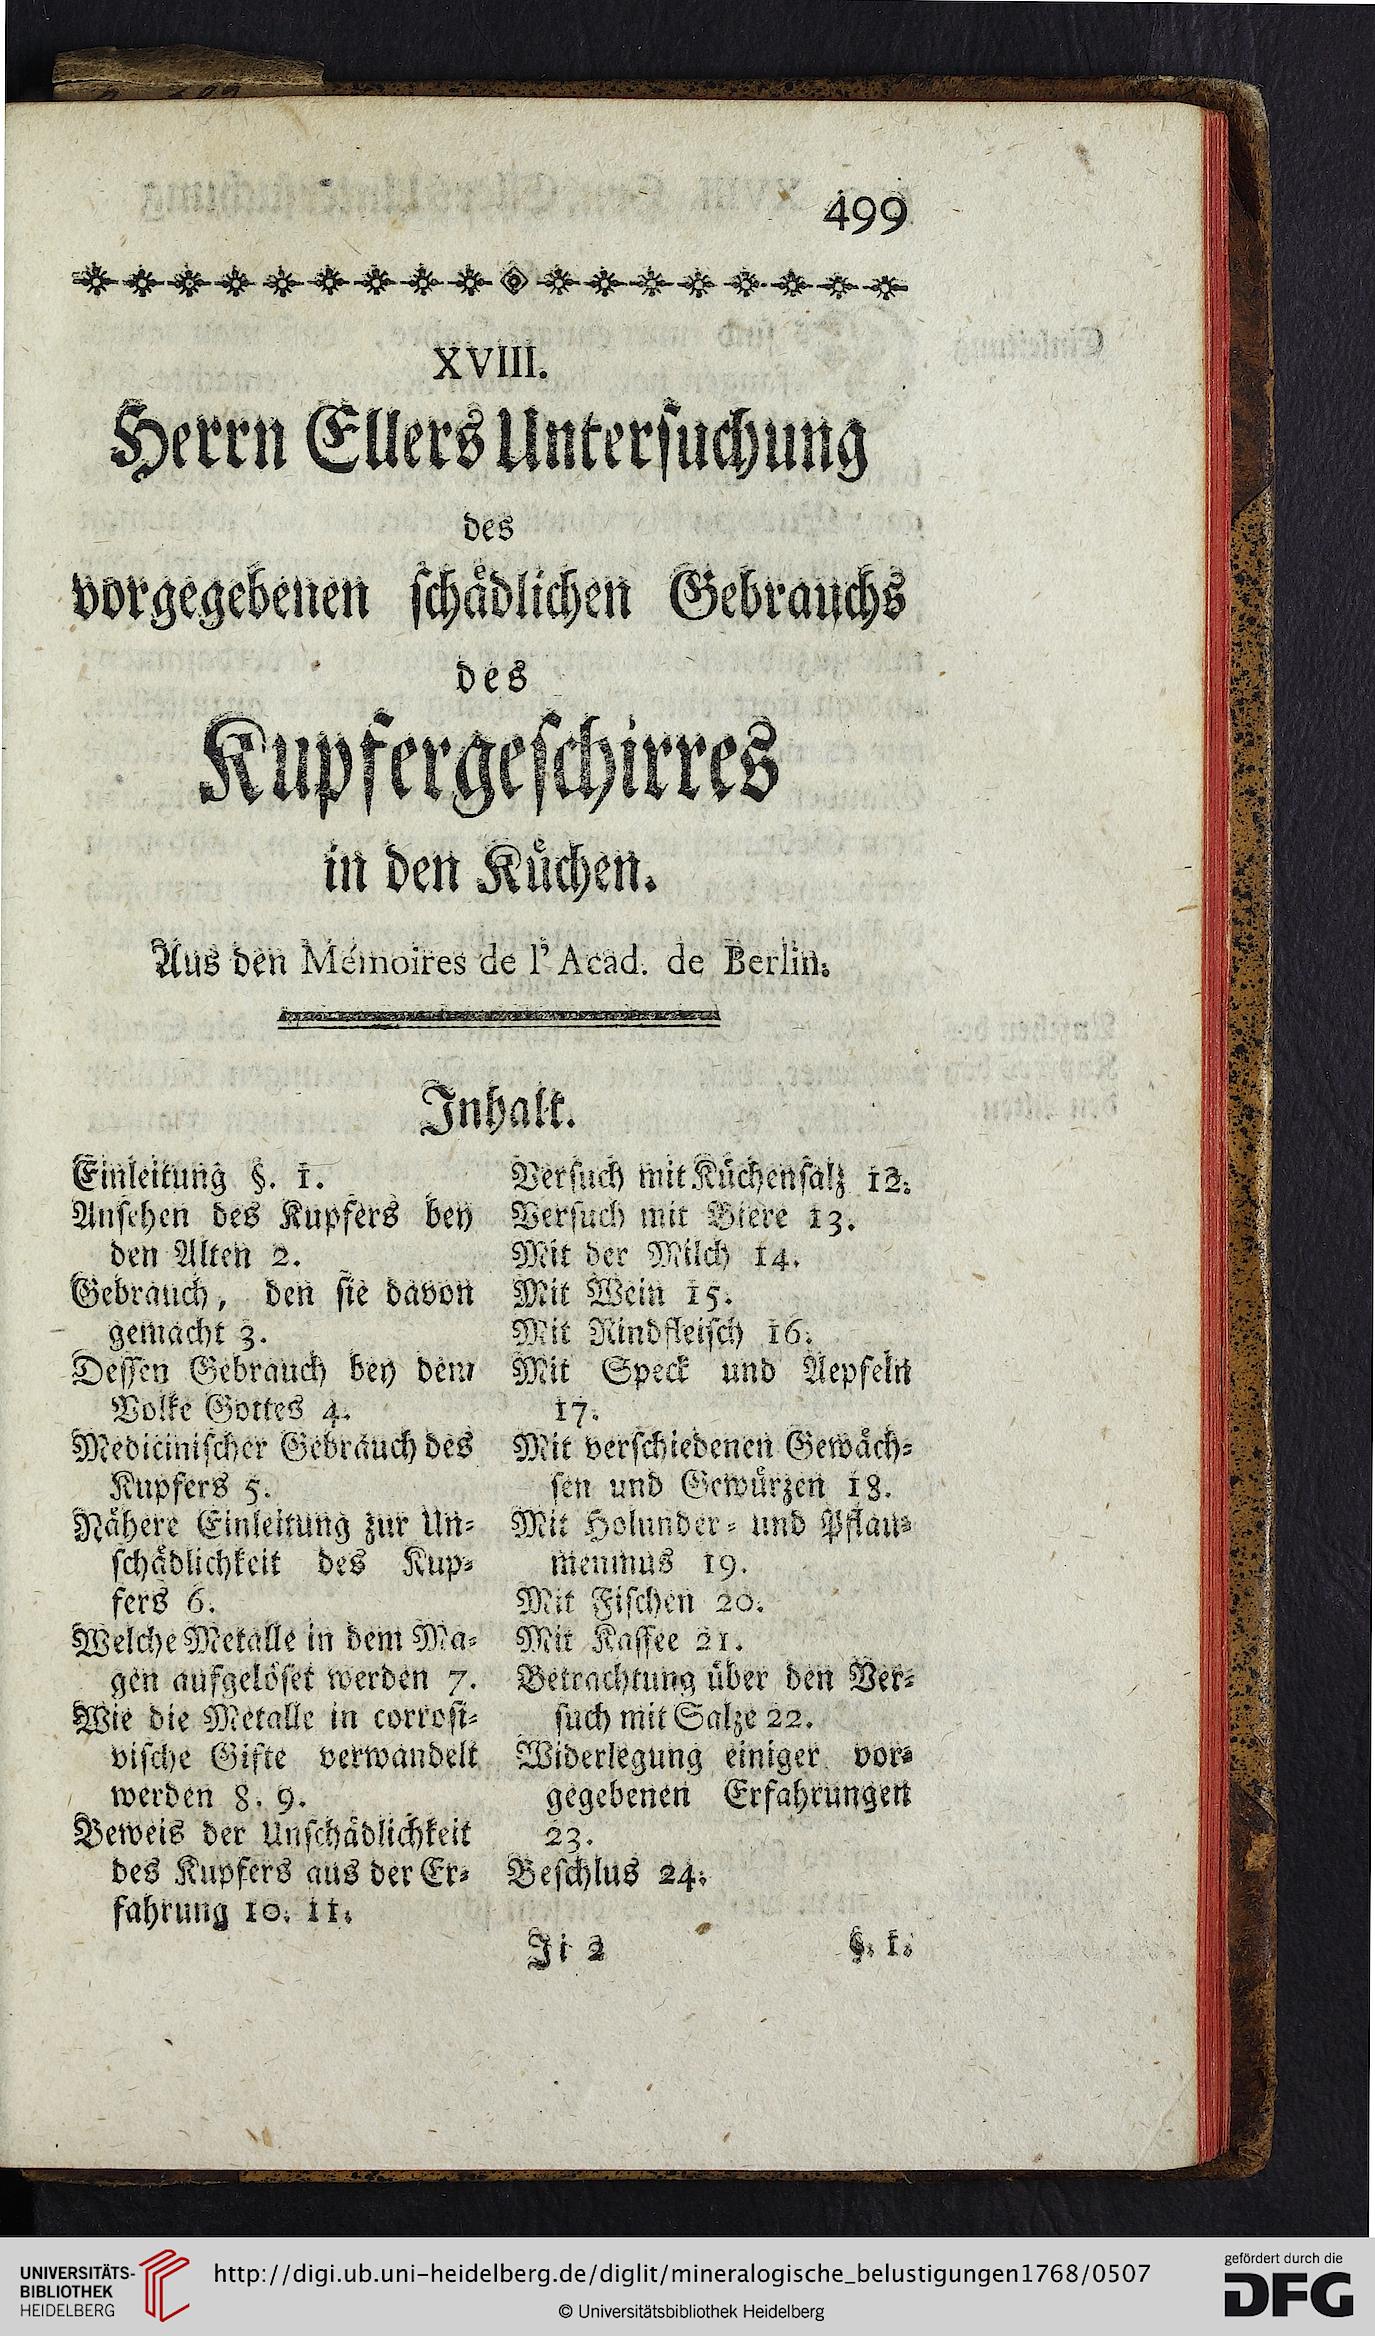 499
XVIII.
Herrn Ellers Untersuchung
des
vorgegebenen schädlichen Gebrauchs
des
Kupfergeschirres
in den Küchen.
Aus den Mémoires de l'Acad. de Berlin.
Inhalt.
Einleitung §. 1.
Ansehen des Kupfers bey
den Alten 2.
Gebrauch, den sie davon
gemacht 3.
Dessen Gebrauch bey dem
Volke Gottes 4.
Medicinischer Gebrauch des
Kupfers 5.
Nähere Einleitung zur Un-
schädlichkeit des Kup-
fers 6.
Welche Metalle in dem Ma-
gen aufgelöset werden 7.
Wie die Metalle in corrosi-
vische Gifte verwandelt
werden 8. 9.
Beweis der Unschädlichkeit
des Kupfers aus der Er-
fahrung 10. 11.
Versuch mit Küchensalz 12.
Versuch mit Biere 13.
Mit der Milch 14.
Mit Wein 15.
Mit Rindfleisch 16.
Mit Speck und Aepfeln
17.
Mit verschiedenen Gewäch-
sen und Gewürzen 18.
Mit Holunder- und Pflau-
menmus 19.
Mit Fischen 20.
Mit Kaffee 21.
Betrachtung über den Ver-
such mit Salze 22.
Widerlegung einiger vor-
gegebenen Erfahrungen
23.
Beschlus 24.
Ji 2 §. 1.
UNIVERSITÄTS-
BIBLIOTHEK
HEIDELBERG
http://digi.ub.uni-heidelberg.de/diglit/mineralogische_belustigungen1768/0507
© Universitätsbibliothek Heidelberg
gefördert durch die
DFG